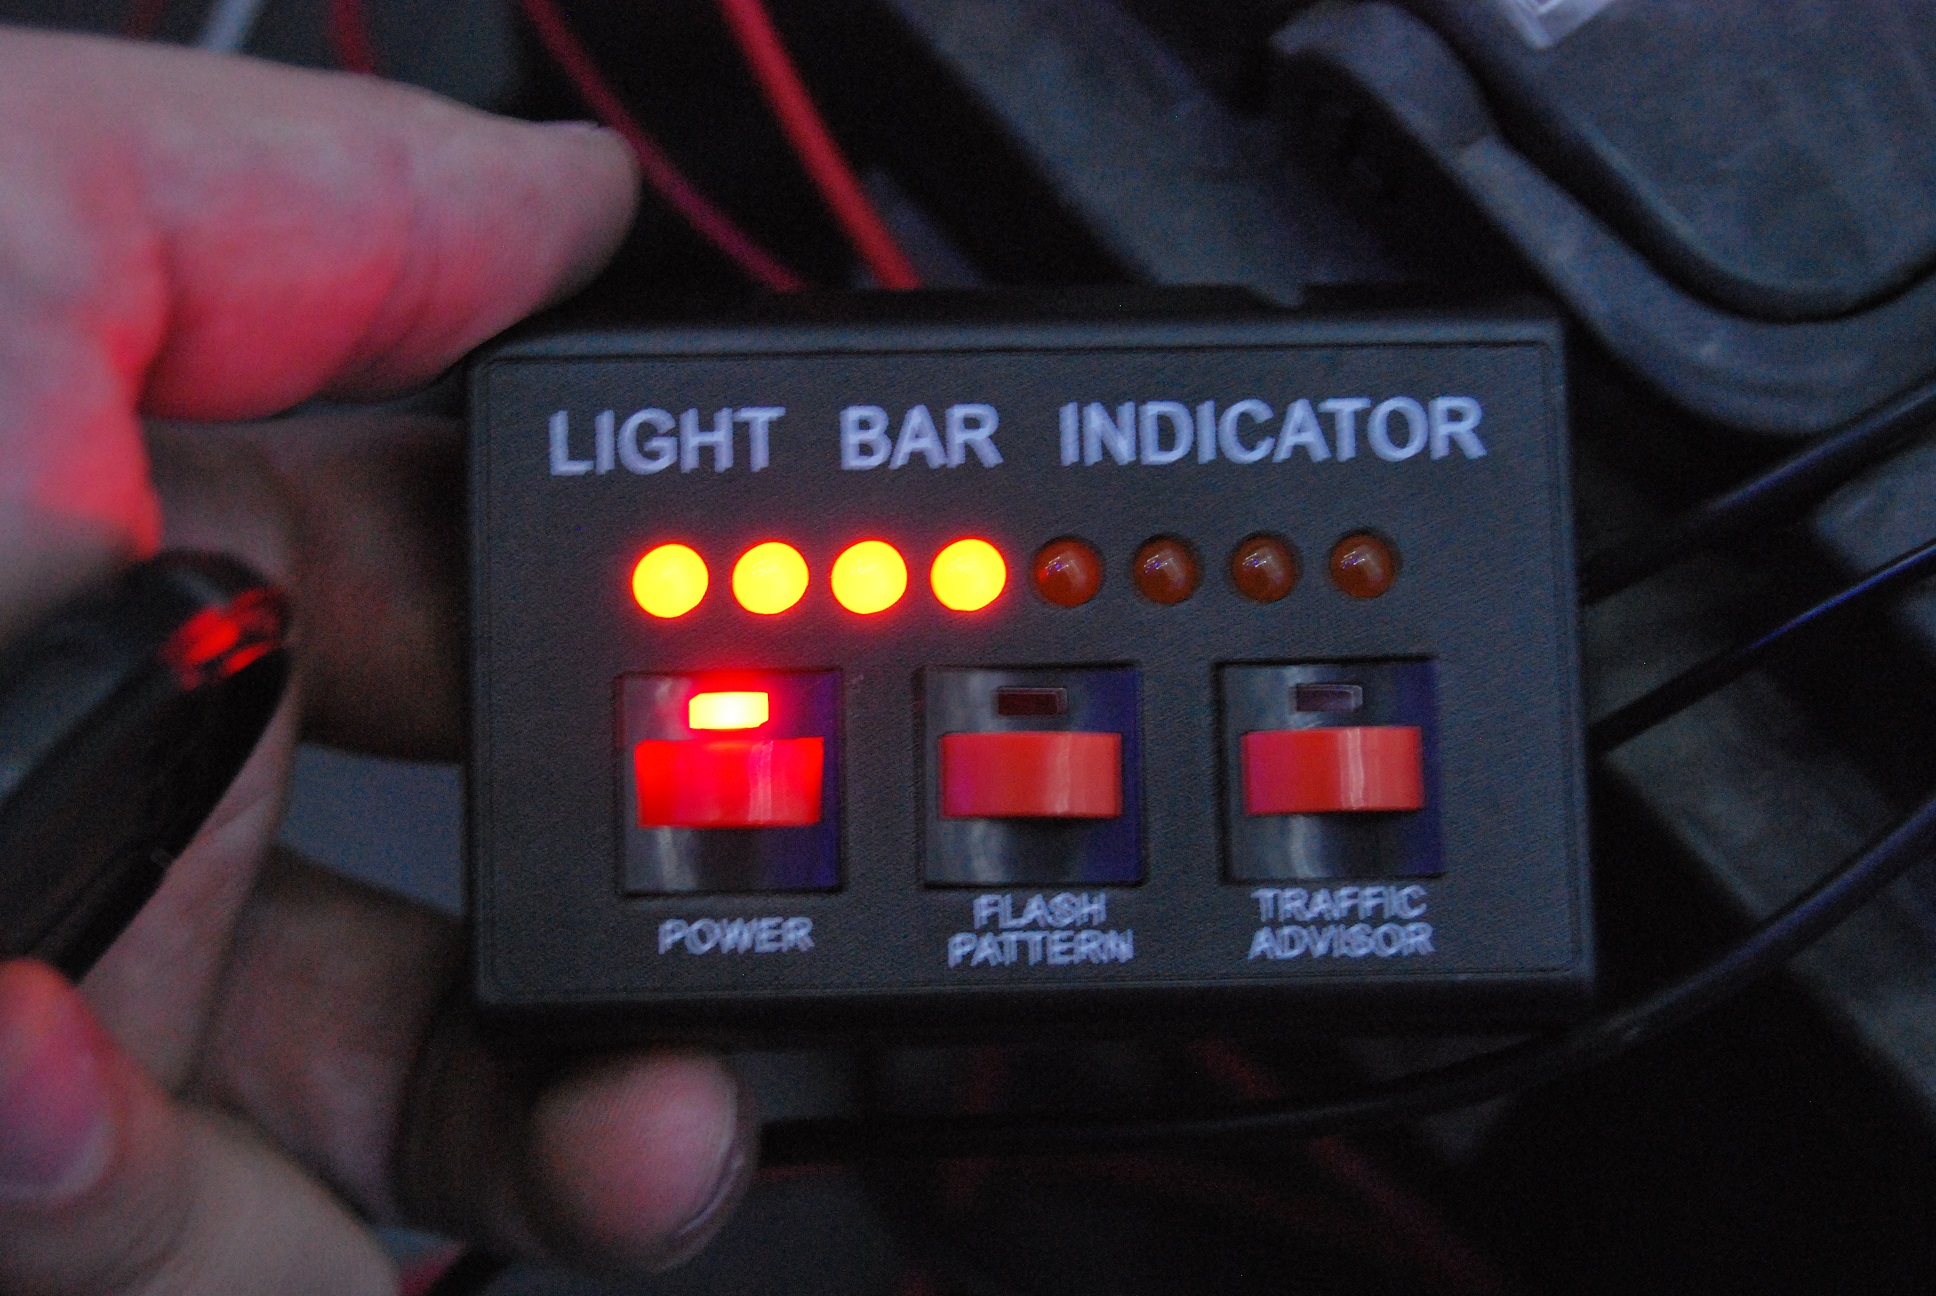 LIGHT BAR INDICATOR
POWER
FLASH
PATTERN
TRAFFIC
ADVISOR